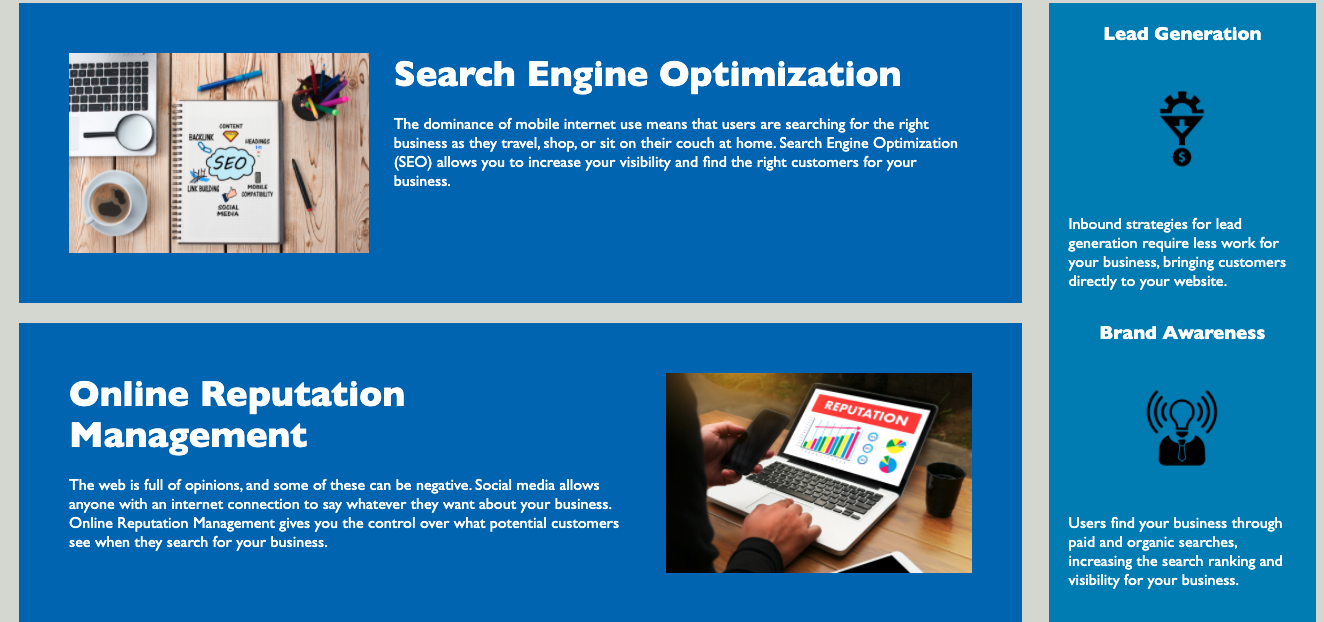 Search Engine Optimization
The dominance of mobile internet use means that users are searching for the right
business as they travel, shop, or sit on their couch at home. Search Engine Optimization
(SEO) allows you to increase your visibility and find the right customers for your
business.
CONTENT
BACKLINK
HEADINGS
SEO
LINK BUILDING
MOBILE
COMPATIBILITY
SOCIAL
MEDIA
Online Reputation
Management
The web is full of opinions, and some of these can be negative. Social media allows
anyone with an internet connection to say whatever they want about your business.
Online Reputation Management gives you the control over what potential customers
see when they search for your business.
REPUTATION
Lead Generation
$
Inbound strategies for lead
generation require less work for
your business, bringing customers
directly to your website.
Brand Awareness
Users find your business through
paid and organic searches,
increasing the search ranking and
visibility for your business.